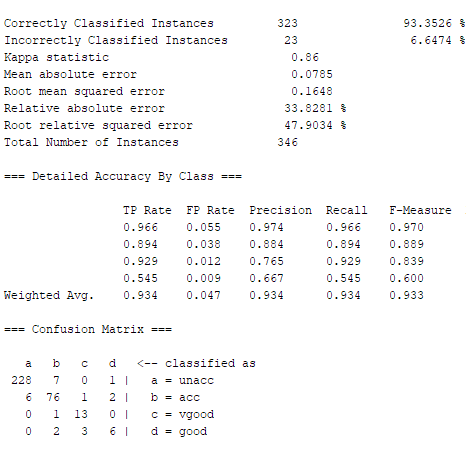 Correctly Classified Instances 323 93.3526 %
Incorrectly Classified Instances 23 6.6474 %
Kappa statistic 0.86
Mean absolute error 0.0785
Root mean squared error 0.1648
Relative absolute error 33.8281 %
Root relative squared error 47.9034 %
Total Number of Instances 346
=== Detailed Accuracy By Class ===
TP Rate FP Rate Precision Recall F-Measure
0.966 0.055 0.974 0.966 0.970
0.894 0.038 0.884 0.894 0.889
0.929 0.012 0.765 0.929 0.839
0.545 0.009 0.667 0.545 0.600
Weighted Avg. 0.934 0.047 0.934 0.934 0.933
=== Confusion Matrix ===
a b c d <-- classified as
228 7 0 1 | a = unacc
6 76 1 2 | b = acc
0 1 13 0 | c = vgood
0 2 3 6 | d = good